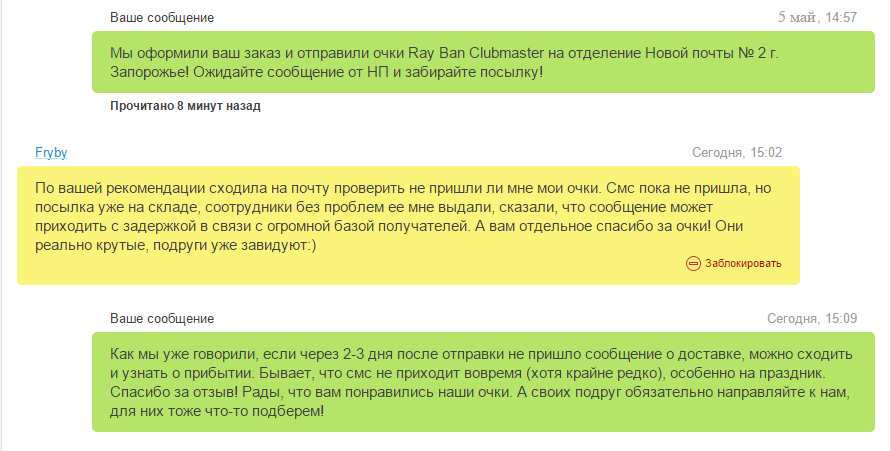 Ваше сообщение 5 май, 14:57
Мы оформили ваш заказ и отправили очки Ray Ban Clubmaster на отделение Новой почты № 2 г.
Запорожье! Ожидайте сообщение от НП и забирайте посылку!
Прочитано 8 минут назад
Fryby Сегодня, 15:02
По вашей рекомендации сходила на почту проверить не пришли ли мне мои очки. Смс пока не пришла, но
посылка уже на складе, соотрудники без проблем ее мне выдали, сказали, что сообщение может
приходить с задержкой в связи с огромной базой получателей. А вам отдельное спасибо за очки! Они
реально крутые, подруги уже завидуют:)
Заблокировать
Ваше сообщение Сегодня, 15:09
Как мы уже говорили, если через 2-3 дня после отправки не пришло сообщение о доставке, можно сходить
и узнать о прибытии. Бывает, что смс не приходит вовремя (хотя крайне редко), особенно на праздник.
Спасибо за отзыв! Рады, что вам понравились наши очки. А своих подруг обязательно направляйте к нам,
для них тоже что-то подберем!